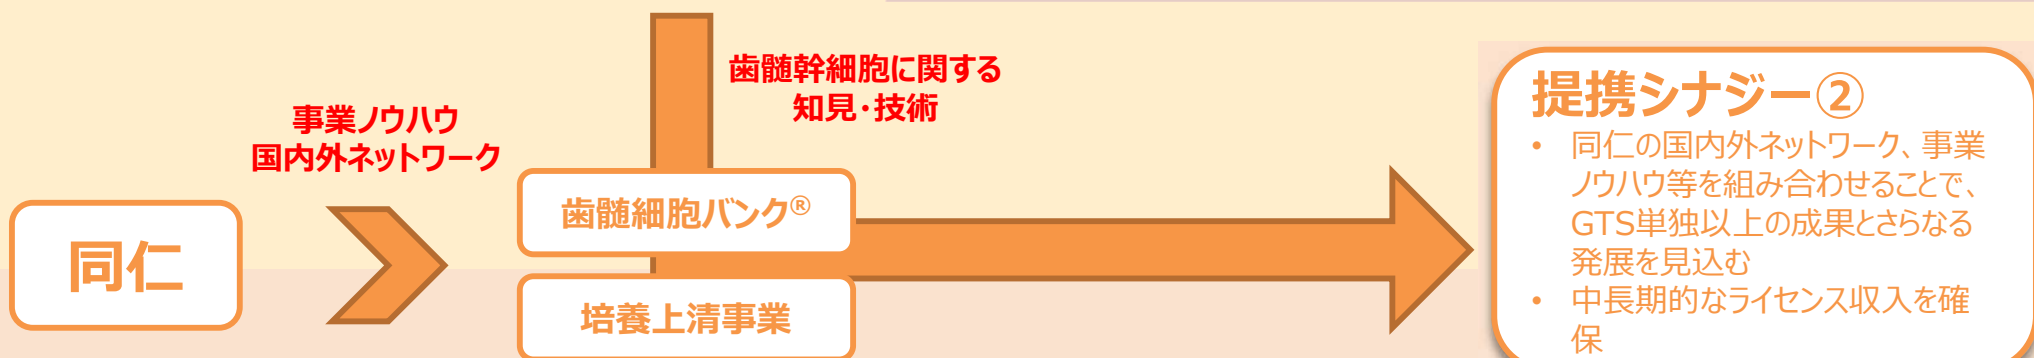 歯髄幹細胞に関する
知見・技術
事業ノウハウ
国内外ネットワーク
同仁
歯髄細胞バンク®
培養上清事業
提携シナジー②
• 同仁の国内外ネットワーク、事業
ノウハウ等を組み合わせることで、
GTS単独以上の成果とさらなる
発展を見込む
• 中長期的なライセンス収入を確
保